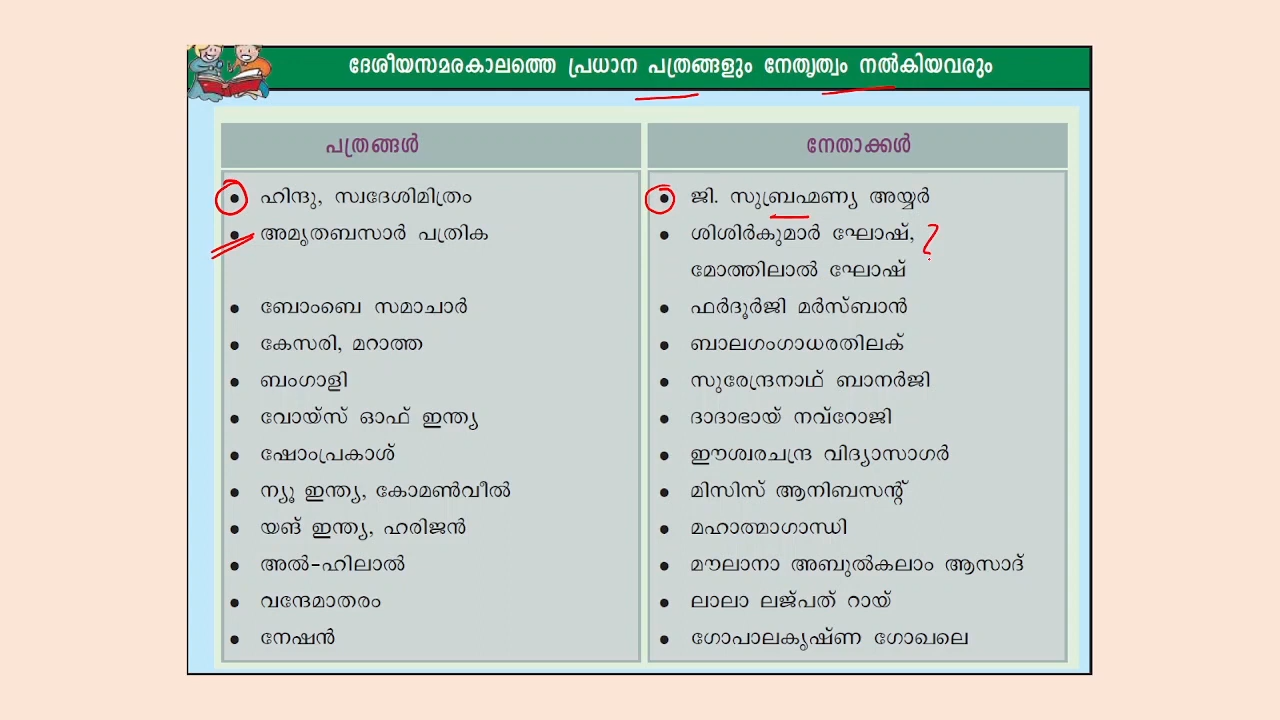 ദേശീയസമരകാലത്തെ പ്രധാന പത്രങ്ങളും നേതൃത്വം നൽകിയവരും
പത്രങ്ങൾ നേതാക്കൾ
• ഹിന്ദു, സ്വദേശിമിത്രം • ജി. സുബ്രഹ്മണ്യ അയ്യർ
• അമൃതബസാർ പത്രിക • ശിശിർകുമാർ ഘോഷ്,
മോത്തിലാൽ ഘോഷ്
• ബോംബെ സമാചാർ • ഫർദൂർജി മർസ്ബാൻ
• കേസരി, മറാത്ത • ബാലഗംഗാധരതിലക്
• ബംഗാളി • സുരേന്ദ്രനാഥ് ബാനർജി
• വോയ്സ് ഓഫ് ഇന്ത്യ • ദാദാഭായ് നവ്റോജി
• ഷോംപ്രകാശ് • ഈശ്വരചന്ദ്ര വിദ്യാസാഗർ
• ന്യൂ ഇന്ത്യ, കോമൺവീൽ • മിസിസ് ആനിബസന്റ്
• യങ് ഇന്ത്യ, ഹരിജൻ • മഹാത്മാഗാന്ധി
• അൽ-ഹിലാൽ • മൗലാനാ അബുൽകലാം ആസാദ്
• വന്ദേമാതരം • ലാലാ ലജ്പത് റായ്
• നേഷൻ • ഗോപാലകൃഷ്ണ ഗോഖലെ